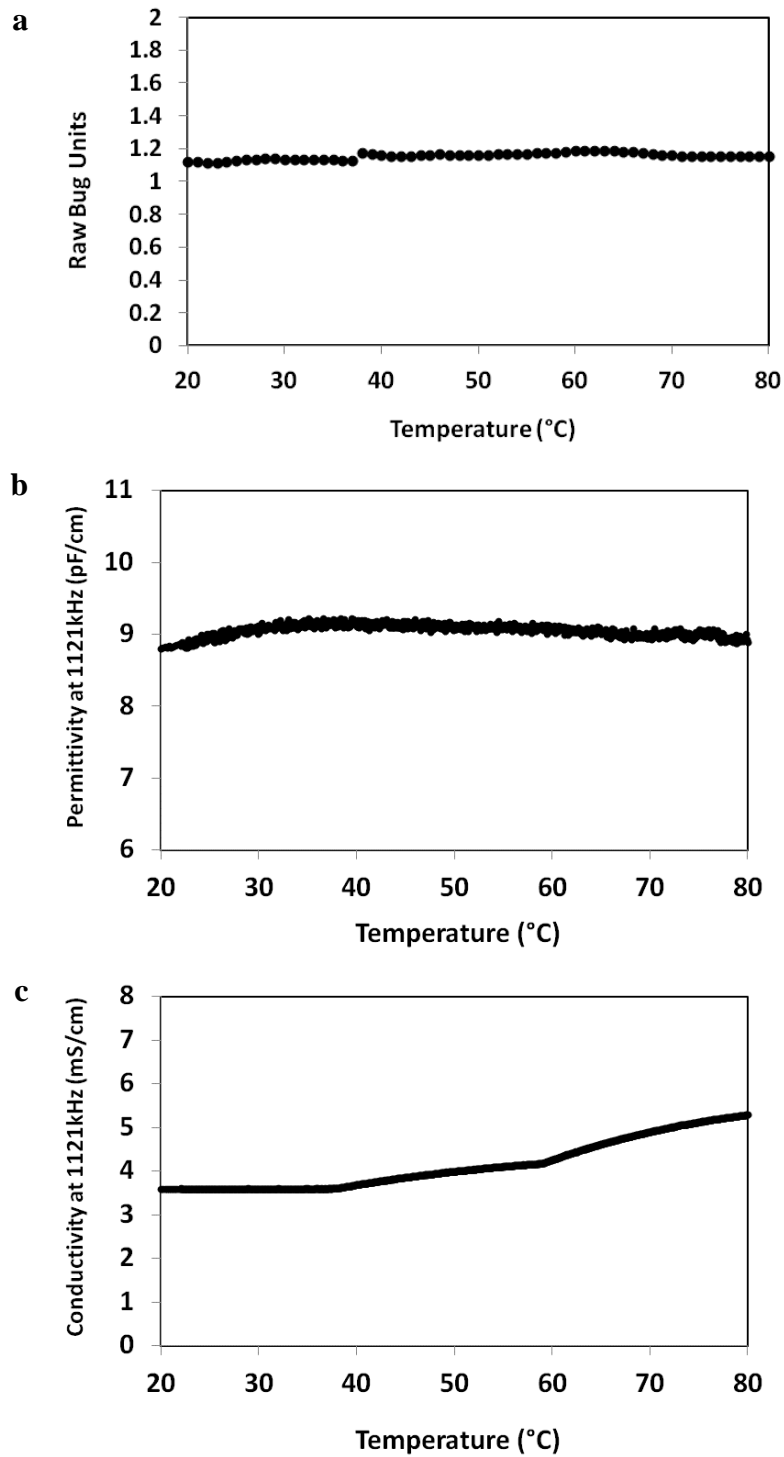 a
Raw Bug Units
2
1.8
1.6
1.4
1.2
1
0.8
0.6
0.4
0.2
0
20 30 40 50 60 70 80
Temperature (°C)
b
Permittivity at 1121kHz (pF/cm)
11
10
9
8
7
6
20 30 40 50 60 70 80
Temperature (°C)
c
Conductivity at 1121kHz (mS/cm)
8
7
6
5
4
3
2
1
0
20 30 40 50 60 70 80
Temperature (°C)